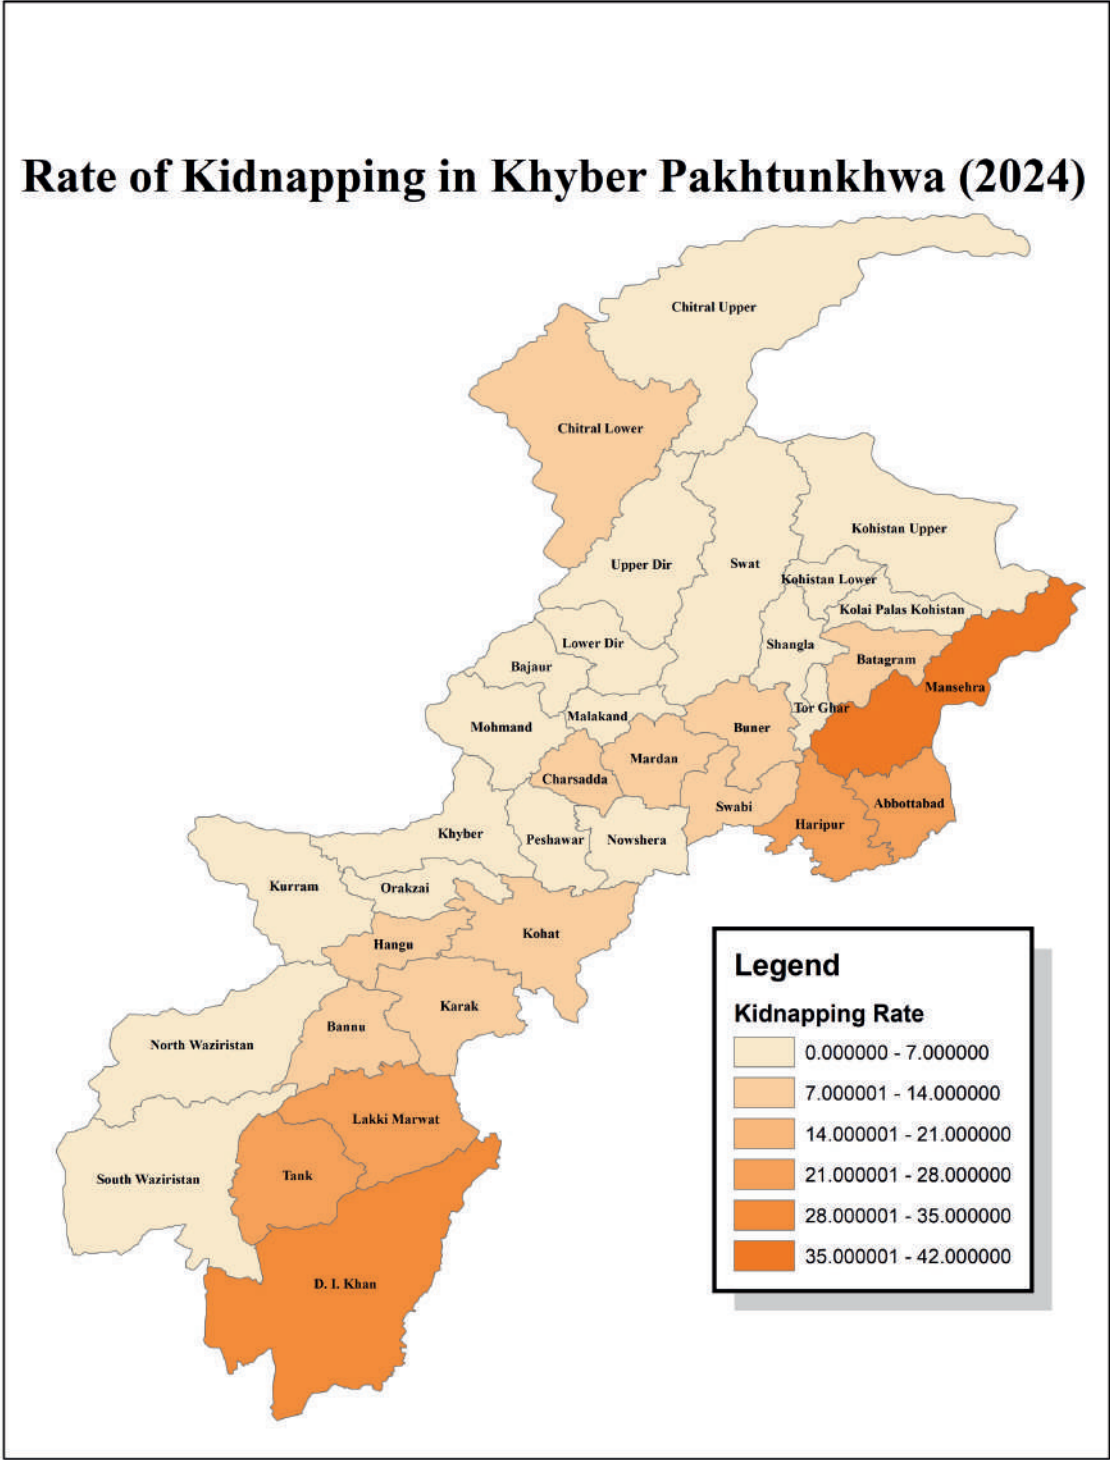 Rate of Kidnapping in Khyber Pakhtunkhwa (2024)
Chitral Upper
Chitral Lower
Kohistan Upper
Upper Dir
Swat
Kohistan Lower
Kolai Palas Kohistan
Lower Dir
Shangla
Batagram
Bajaur
Mansehra
Tor Ghar
Malakand
Mohmand
Buner
Mardan
Charsadda
Swabi
Abbottabad
Haripur
Khyber
Peshawar
Nowshera
Kurram
Orakzai
Kohat
Hangu
Karak
Bannu
North Waziristan
Lakki Marwat
Tank
South Waziristan
D. I. Khan
Legend
Kidnapping Rate
0.000000 - 7.000000
7.000001 - 14.000000
14.000001 - 21.000000
21.000001 - 28.000000
28.000001 - 35.000000
35.000001 - 42.000000